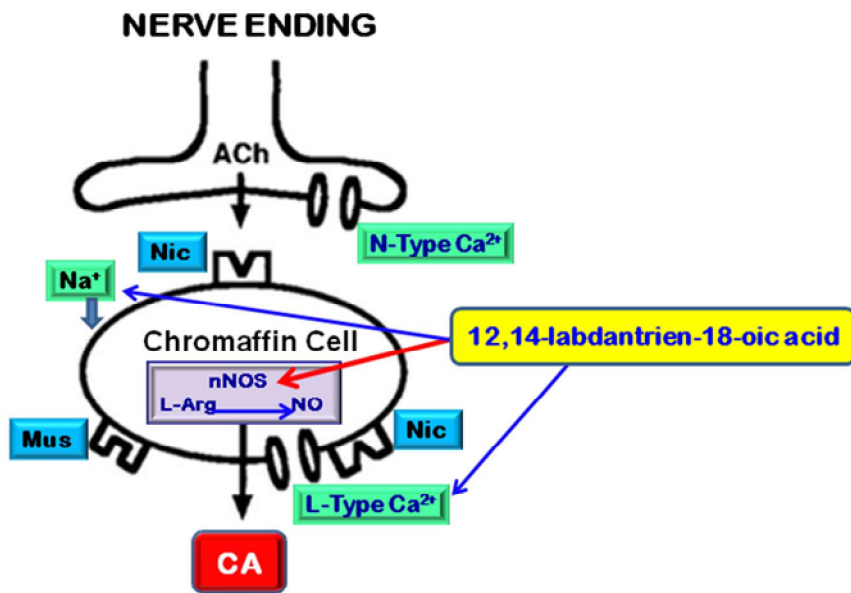 NERVE ENDING
ACh
N-Type Ca²⁺
Nic
Na⁺
12,14-labdantrien-18-oic acid
Chromaffin Cell
nNOS
L-Arg NO
Mus
Nic
L-Type Ca²⁺
CA